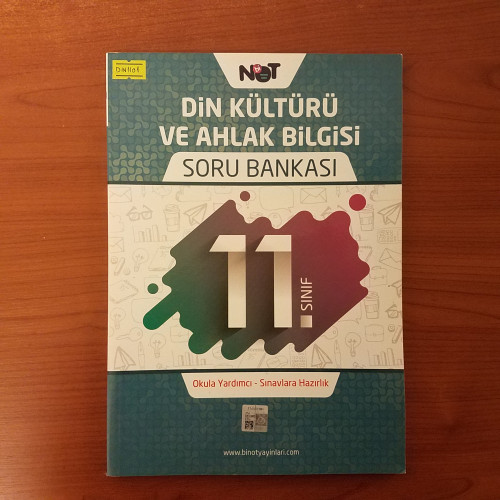 NOT
DİN KÜLTÜRÜ
VE AHLAK BİLGİSİ
SORU BANKASI
11.
SINIF
Okula Yardımcı - Sınavlara Hazırlık
www.binotyayinlari.com